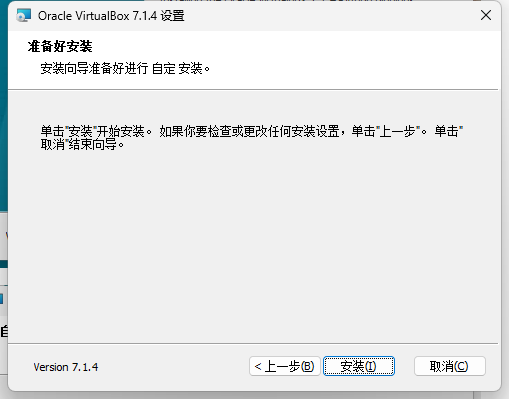 Oracle VirtualBox 7.1.4 设置
准备好安装
安装向导准备好进行 自定 安装。
单击"安装"开始安装。 如果你要检查或更改任何安装设置，单击"上一步"。 单击"
取消"结束向导。
Version 7.1.4
< 上一步(B)
安装(I)
取消(C)